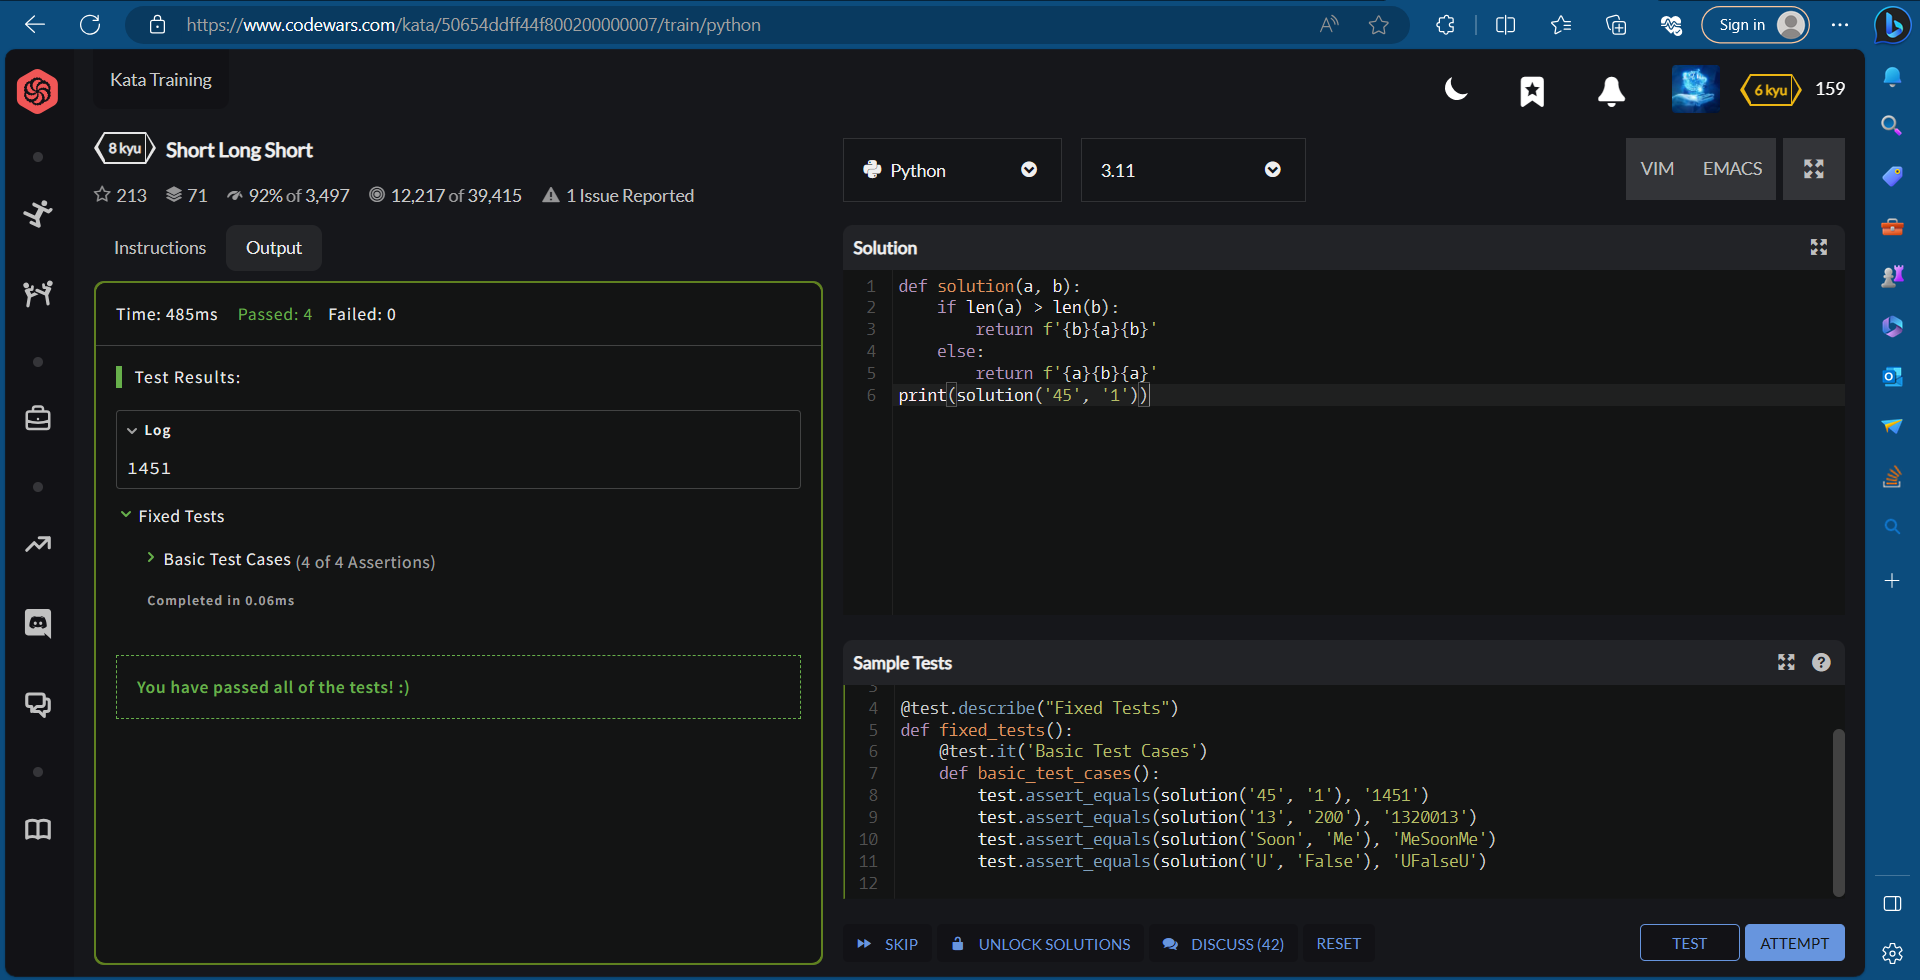 https://www.codewars.com/kata/50654ddff44f800200000007/train/python
Sign in
Kata Training
6 kyu
159
8 kyu
Short Long Short
213
71
92% of 3,497
12,217 of 39,415
1 Issue Reported
Python
3.11
VIM
EMACS
Instructions
Output
Time: 485ms Passed: 4 Failed: 0
Test Results:
Log
1451
Fixed Tests
Basic Test Cases (4 of 4 Assertions)
Completed in 0.06ms
You have passed all of the tests! :)
Solution
1 def solution(a, b):
2     if len(a) > len(b):
3         return f'{b}{a}{b}'
4     else:
5         return f'{a}{b}{a}'
6 print(solution('45', '1'))
Sample Tests
3
4 @test.describe("Fixed Tests")
5 def fixed_tests():
6     @test.it('Basic Test Cases')
7     def basic_test_cases():
8         test.assert_equals(solution('45', '1'), '1451')
9         test.assert_equals(solution('13', '200'), '1320013')
10         test.assert_equals(solution('Soon', 'Me'), 'MeSoonMe')
11         test.assert_equals(solution('U', 'False'), 'UFalseU')
12
SKIP
UNLOCK SOLUTIONS
DISCUSS (42)
RESET
TEST
ATTEMPT